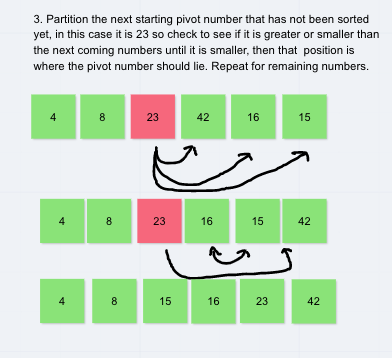 3. Partition the next starting pivot number that has not been sorted
yet, in this case it is 23 so check to see if it is greater or smaller than
the next coming numbers until it is smaller, then that position is
where the pivot number should lie. Repeat for remaining numbers.
4 8 23 42 16 15
4 8 23 16 15 42
4 8 15 16 23 42